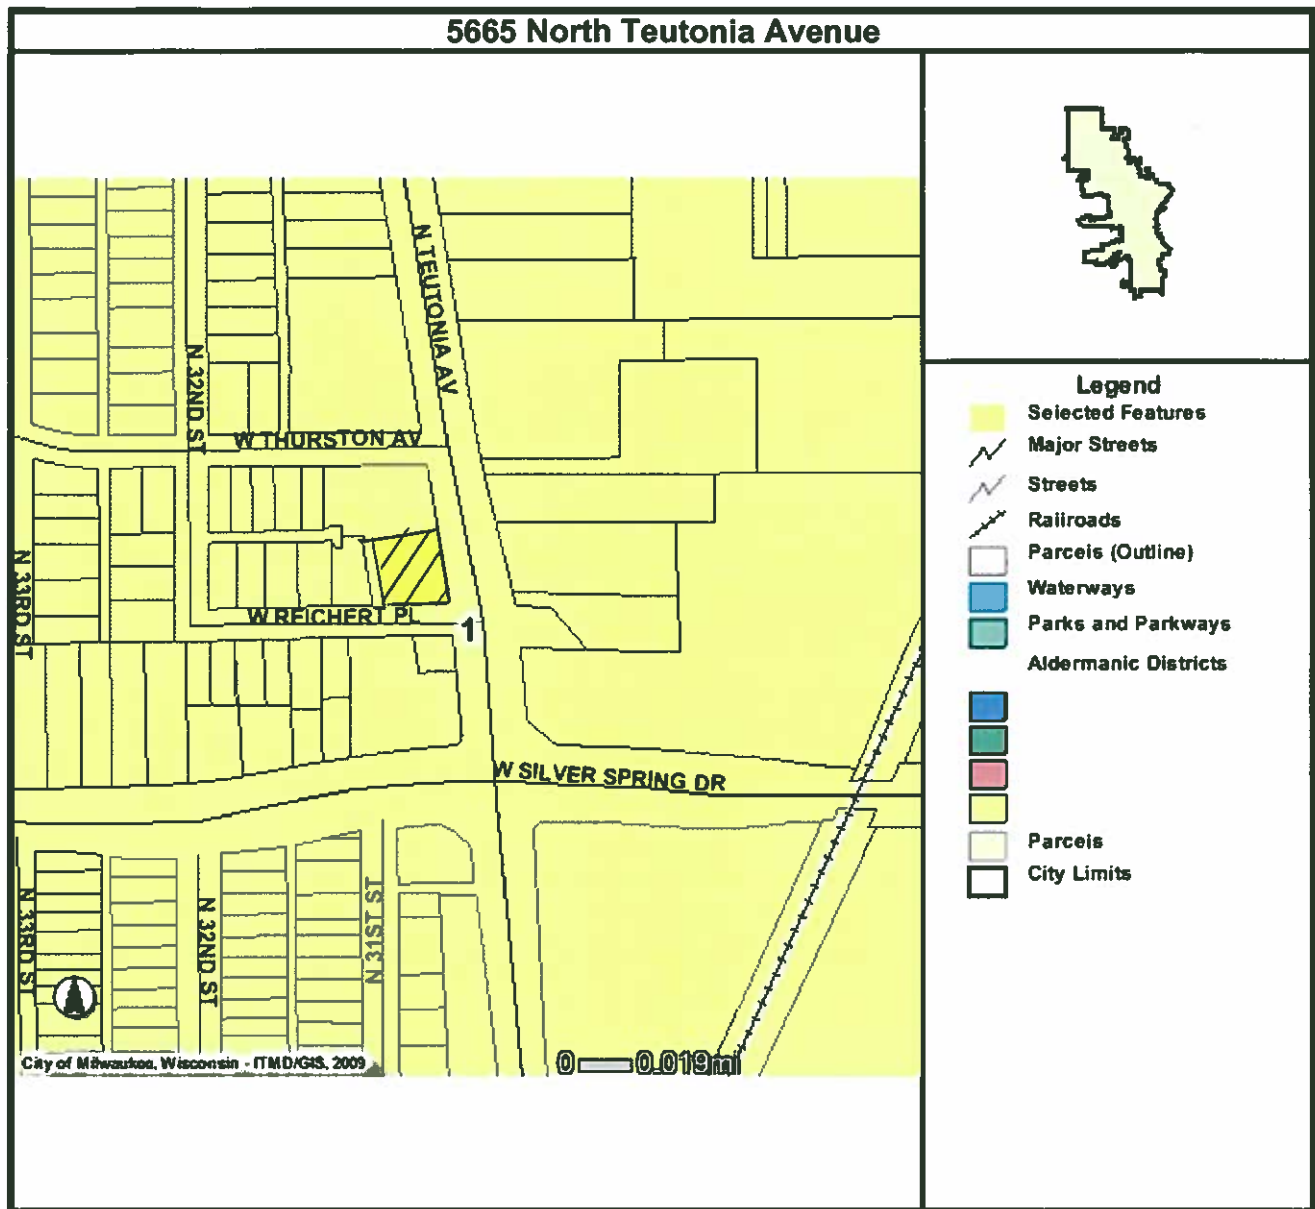 5665 North Teutonia Avenue
N TEUTONIA AV
N 32ND ST
W THURSTON AV
N 33RD ST
W REICHERT PL
1
W SILVER SPRING DR
N 33RD ST
N 32ND ST
N 31ST ST
City of Milwaukee, Wisconsin - ITMD/GIS, 2009
0 0.019mi
Legend
Selected Features
Major Streets
Streets
Railroads
Parcels (Outline)
Waterways
Parks and Parkways
Aldermanic Districts
Parcels
City Limits